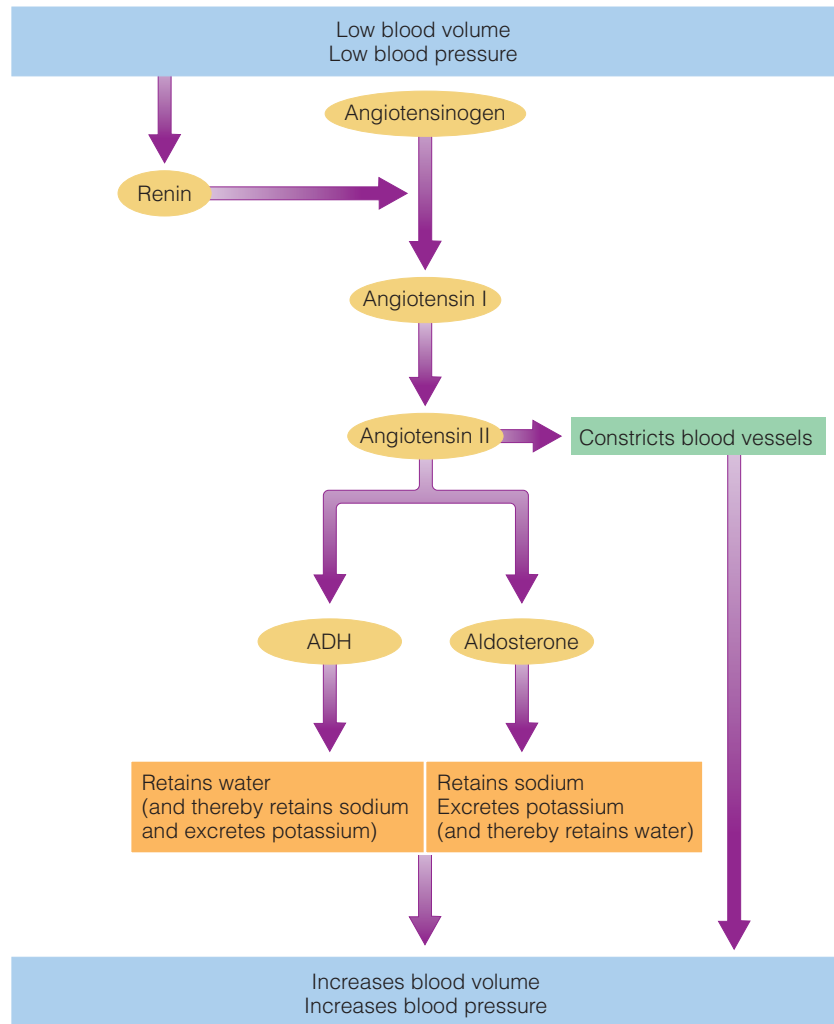 Low blood volume
Low blood pressure
Angiotensinogen
Renin
Angiotensin I
Angiotensin II
Constricts blood vessels
ADH
Aldosterone
Retains water
(and thereby retains sodium
and excretes potassium)
Retains sodium
Excretes potassium
(and thereby retains water)
Increases blood volume
Increases blood pressure